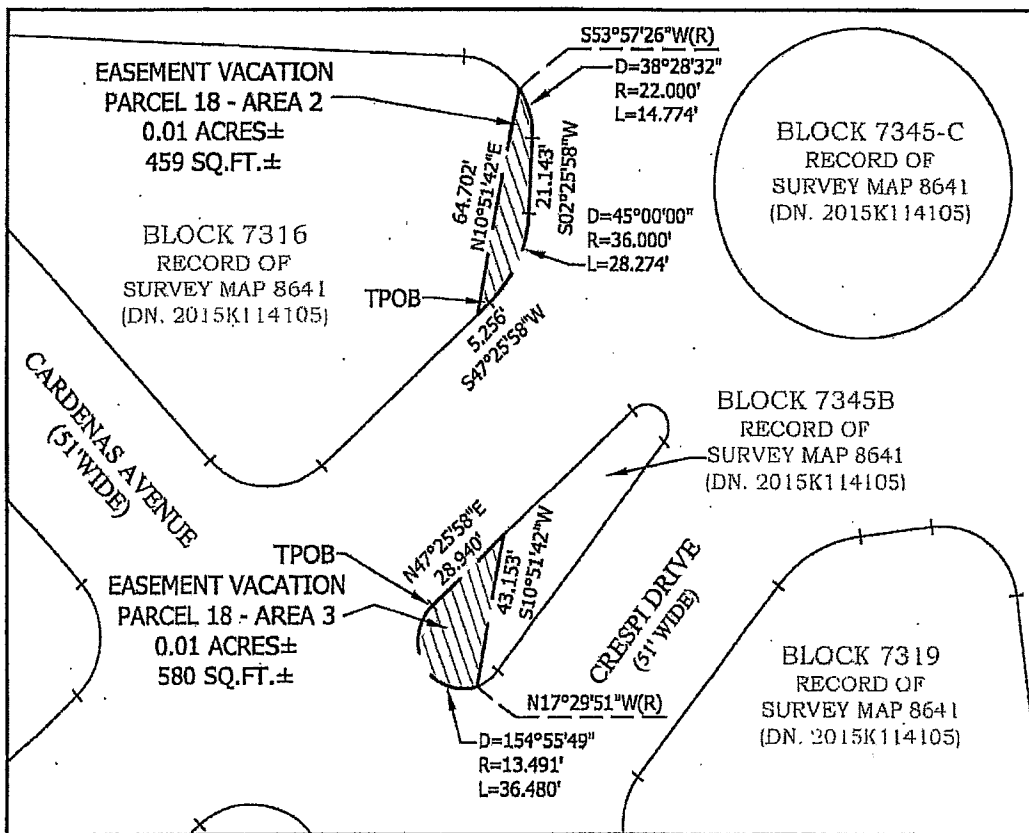 S53°57'26"W(R)
D=38°28'32"
R=22.000'
L=14.774'
EASEMENT VACATION
PARCEL 18 - AREA 2
0.01 ACRES±
459 SQ.FT.±
BLOCK 7345-C
RECORD OF
SURVEY MAP 8641
(DN. 2015K114105)
64.702'
N10°51'42"E
21.143'
S02°25'58"W
D=45°00'00"
R=36.000'
L=28.274'
BLOCK 7316
RECORD OF
SURVEY MAP 8641
(DN. 2015K114105)
TPOB
5.256'
S47°25'58"W
CARDENAS AVENUE
(51'WIDE)
BLOCK 7345B
RECORD OF
SURVEY MAP 8641
(DN. 2015K114105)
TPOB
N47°25'58"E
28.940'
43.153'
S10°51'42"W
EASEMENT VACATION
PARCEL 18 - AREA 3
0.01 ACRES±
580 SQ.FT.±
CRESPI DRIVE
(51' WIDE)
BLOCK 7319
RECORD OF
SURVEY MAP 8641
(DN. 2015K114105)
N17°29'51"W(R)
D=154°55'49"
R=13.491'
L=36.480'